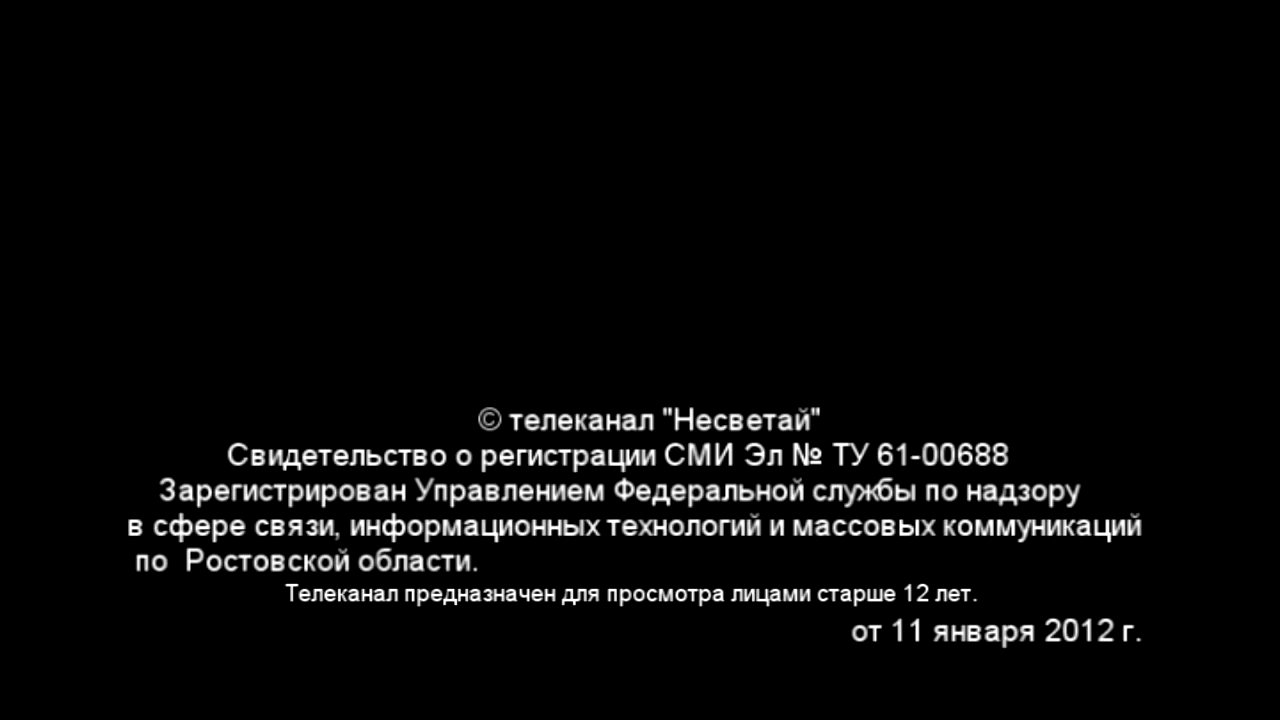 © телеканал "Несветай"
Свидетельство о регистрации СМИ Эл № ТУ 61-00688
Зарегистрирован Управлением Федеральной службы по надзору
в сфере связи, информационных технологий и массовых коммуникаций
по Ростовской области.
Телеканал предназначен для просмотра лицами старше 12 лет.
от 11 января 2012 г.